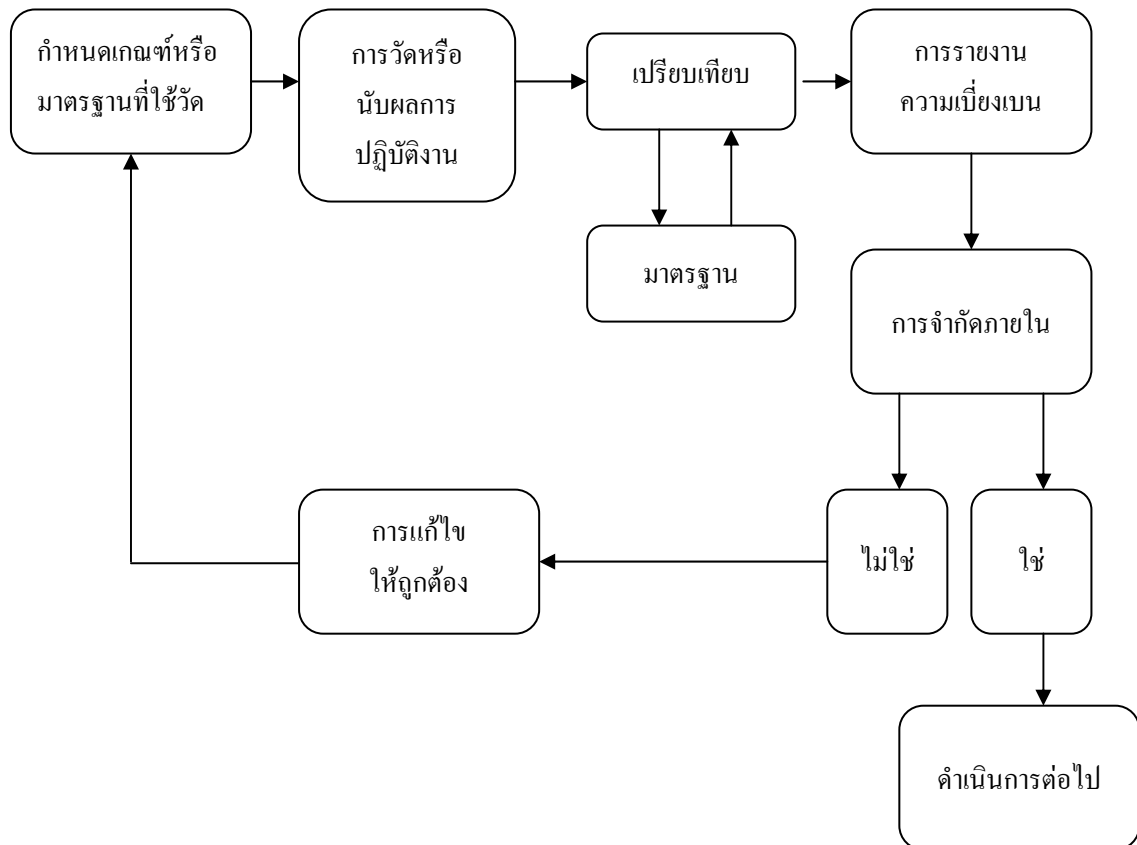 กำหนดเกณฑ์หรือ
มาตรฐานที่ใช้วัด
การวัดหรือ
นับผลการ
ปฏิบัติงาน
เปรียบเทียบ
การรายงาน
ความเบี่ยงเบน
มาตรฐาน
การจำกัดภายใน
การแก้ไข
ให้ถูกต้อง
ไม่ใช่
ใช่
ดำเนินการต่อไป